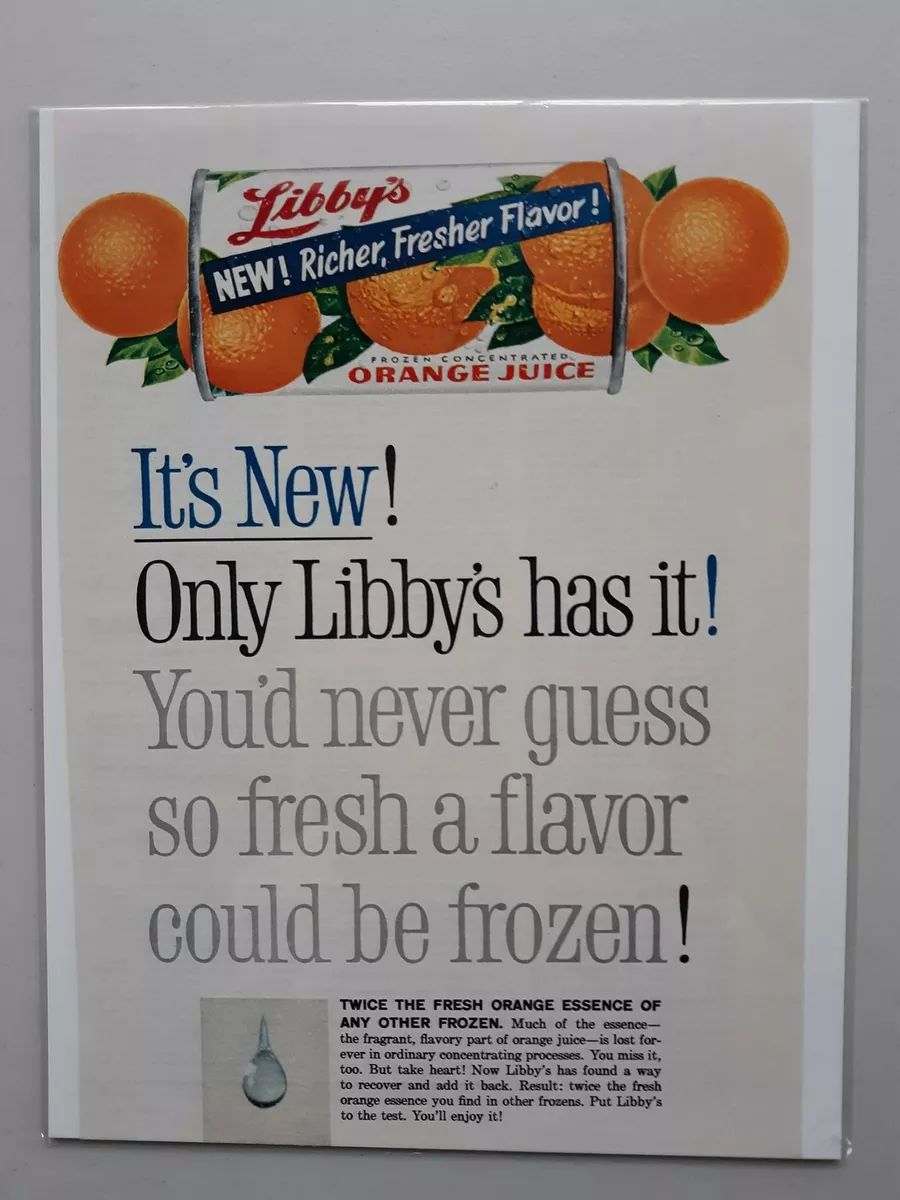 Libby's
NEW! Richer, Fresher Flavor!
FROZEN CONCENTRATED
ORANGE JUICE
It's New!
Only Libby's has it!
You'd never guess
so fresh a flavor
could be frozen!
TWICE THE FRESH ORANGE ESSENCE OF
ANY OTHER FROZEN. Much of the essence—
the fragrant, flavory part of orange juice—is lost for-
ever in ordinary concentrating processes. You miss it,
too. But take heart! Now Libby's has found a way
to recover and add it back. Result: twice the fresh
orange essence you find in other frozens. Put Libby's
to the test. You'll enjoy it!